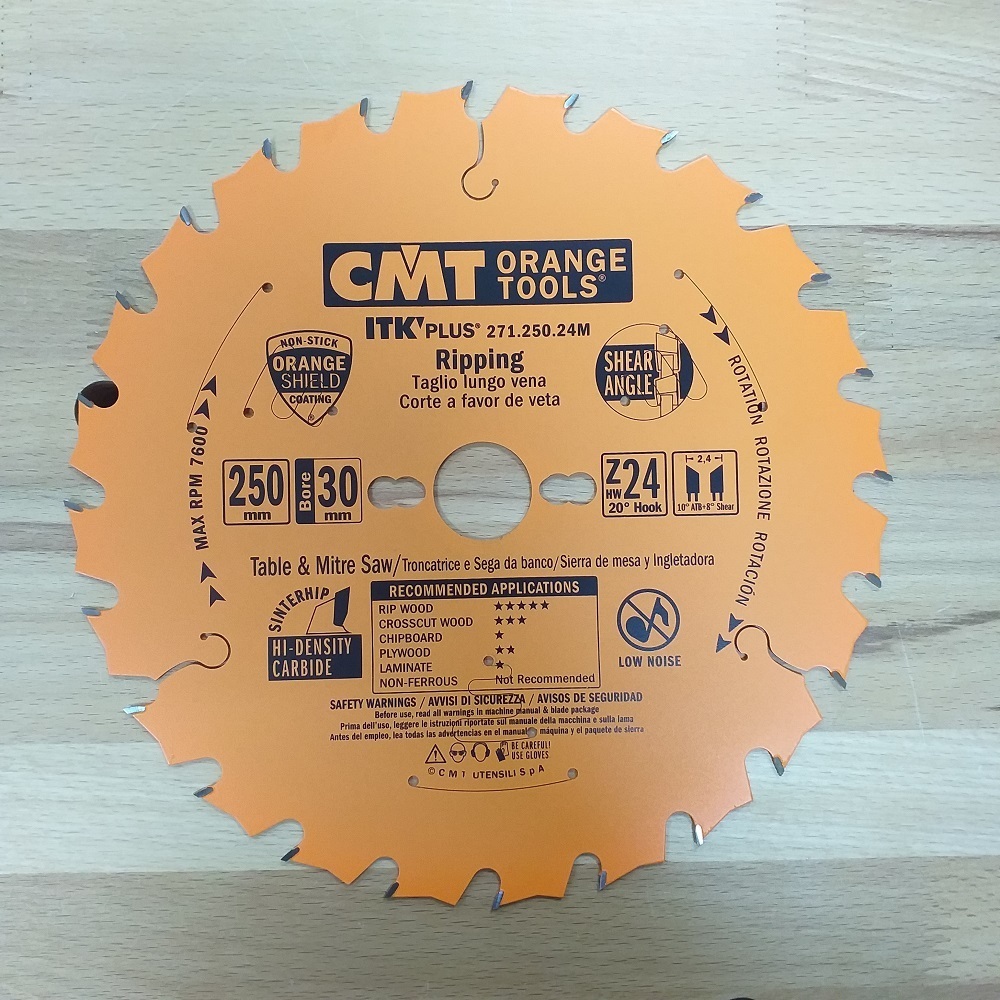 CMT ORANGE TOOLS®
ITK PLUS® 271.250.24M
Ripping
Taglio lungo vena
Corte a favor de veta
NON-STICK
ORANGE
SHIELD
COATING
®
SHEAR
ANGLE
MAX RPM 7600
ROTATION ROTAZIONE ROTACIÓN
250
mm
Bore
30
mm
Z24
HW
20° Hook
2,4
10° ATB+8° Shear
Table & Mitre Saw/Troncatrice e Sega da banco/Sierra de mesa y Ingletadora
SINTERHIP
HI-DENSITY
CARBIDE
RECOMMENDED APPLICATIONS
RIP WOOD ★★★★★
CROSSCUT WOOD ★★★
CHIPBOARD ★
PLYWOOD ★★
LAMINATE ★
NON-FERROUS Not Recommended
LOW NOISE
SAFETY WARNINGS / AVVISI DI SICUREZZA / AVISOS DE SEGURIDAD
Before use, read all warnings in machine manual & blade package
Prima dell'uso, leggere le istruzioni riportate sul manuale della macchina e sulla lama
Antes del empleo, lea todas las advertencias en el manual máquina y el paquete de sierra
BE CAREFUL!
USE GLOVES
© C M T UTENSILI S p A